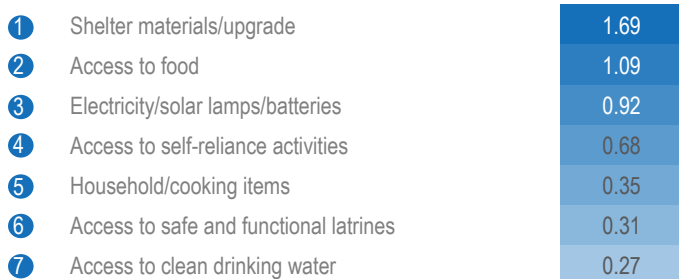 1 Shelter materials/upgrade 1.69
2 Access to food 1.09
3 Electricity/solar lamps/batteries 0.92
4 Access to self-reliance activities 0.68
5 Household/cooking items 0.35
6 Access to safe and functional latrines 0.31
7 Access to clean drinking water 0.27